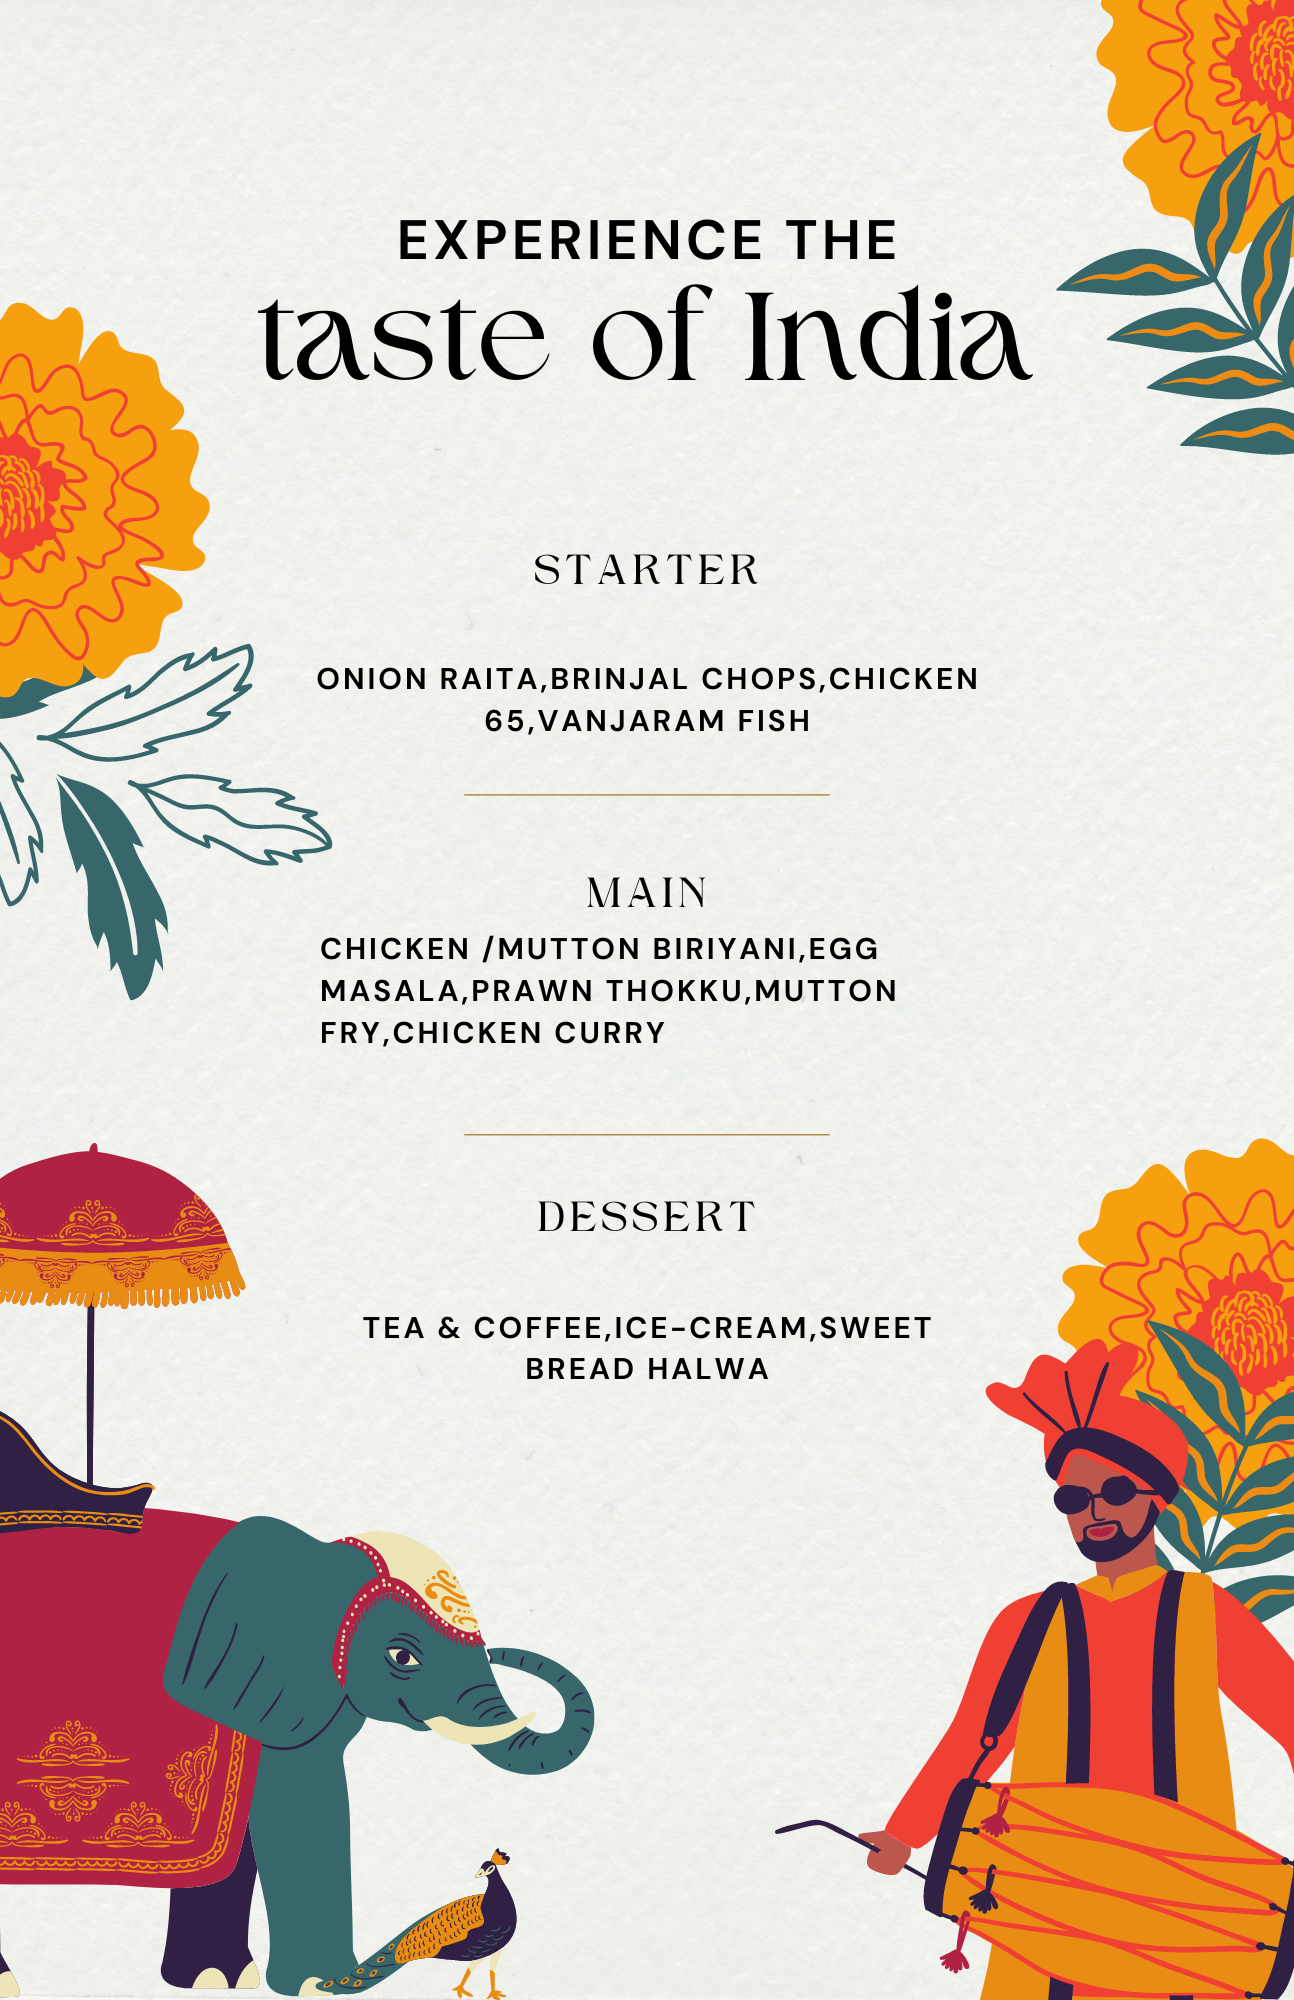 EXPERIENCE THE
taste of India
STARTER
ONION RAITA,BRINJAL CHOPS,CHICKEN
65,VANJARAM FISH
MAIN
CHICKEN /MUTTON BIRIYANI,EGG
MASALA,PRAWN THOKKU,MUTTON
FRY,CHICKEN CURRY
DESSERT
TEA & COFFEE,ICE-CREAM,SWEET
BREAD HALWA